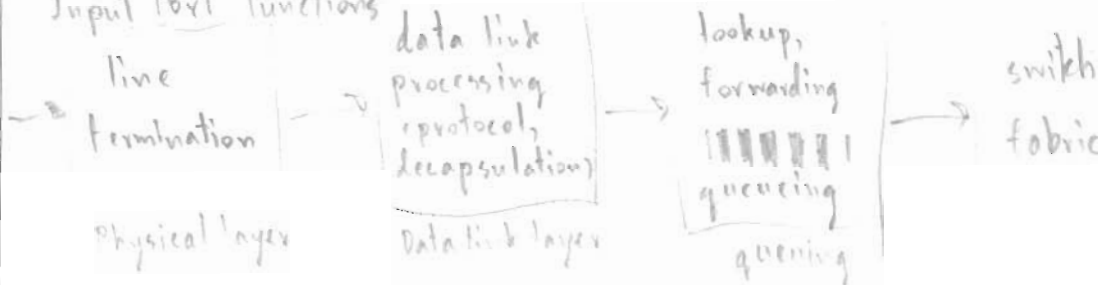 Input Port Functions
line
termination
Physical layer
data link
processing
(protocol,
decapsulation)
Data link layer
lookup,
forwarding
queueing
quening
switch
fabric